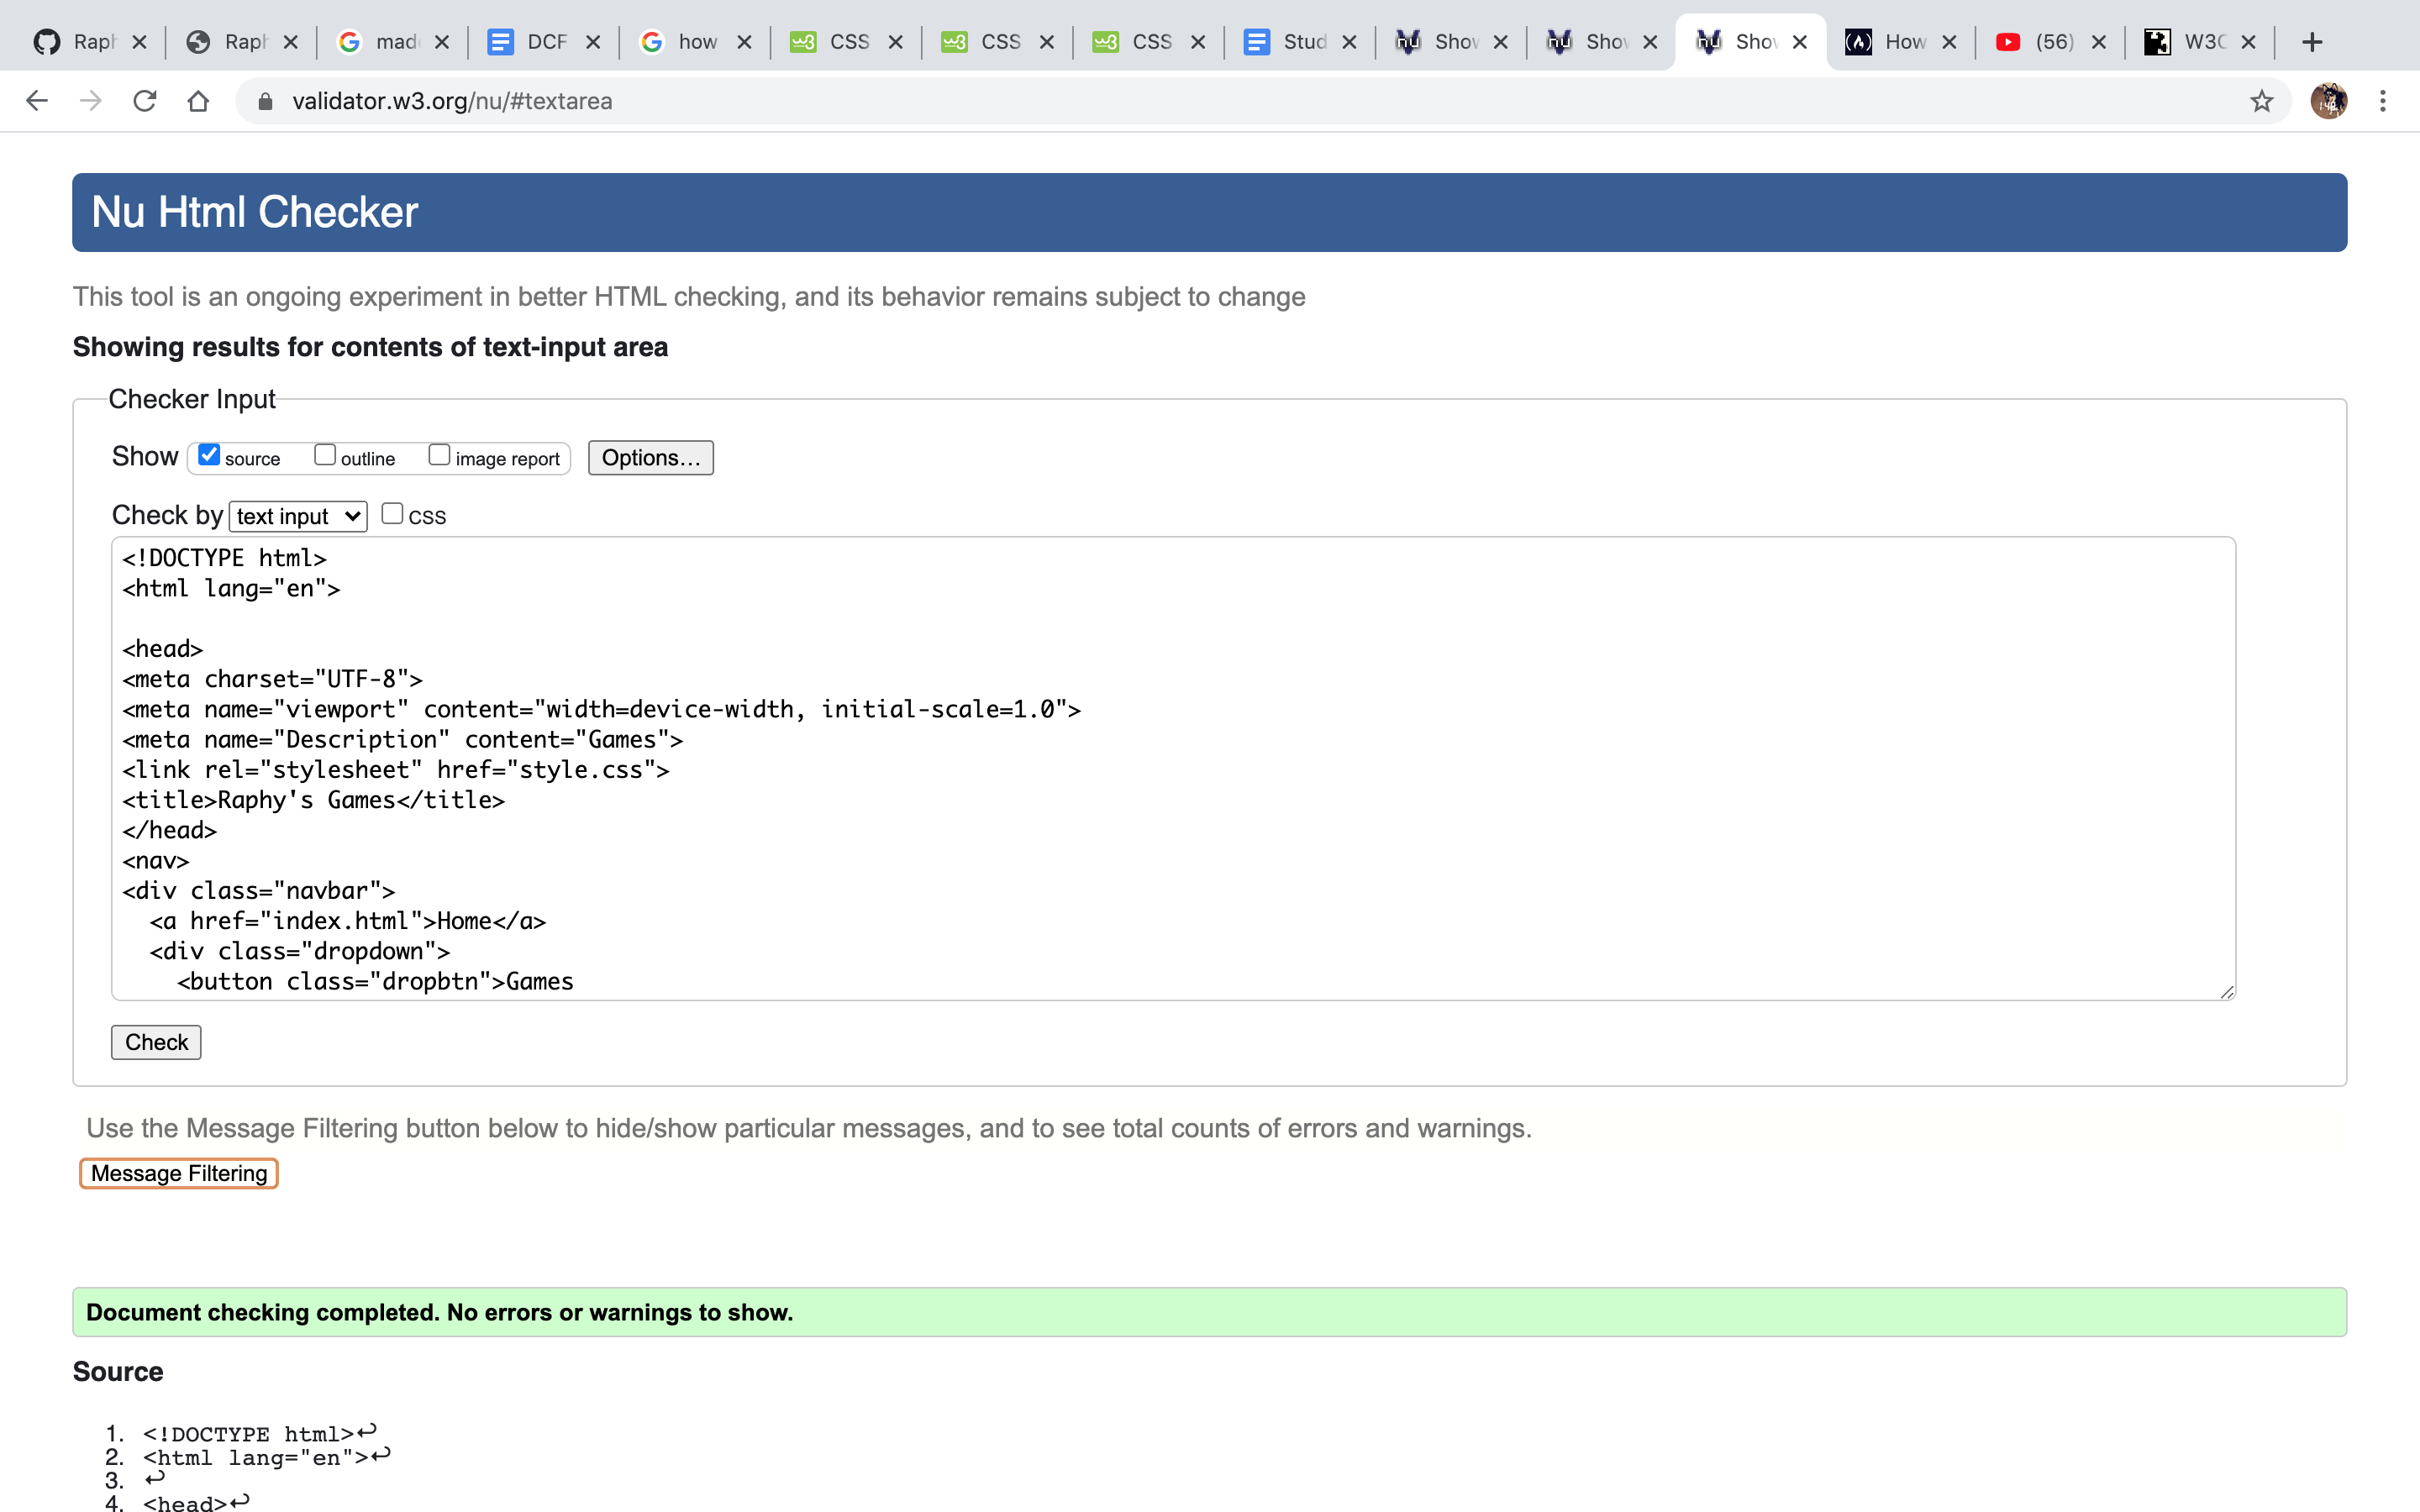 Raph
Raph
mad
DCF
how
CSS
CSS
CSS
Stud
Show
Show
Show
How
(56)
W3C
validator.w3.org/nu/#textarea
Nu Html Checker
This tool is an ongoing experiment in better HTML checking, and its behavior remains subject to change
Showing results for contents of text-input area
Checker Input
Show source outline image report Options...
Check by text input CSS
<!DOCTYPE html>
<html lang="en">
<head>
<meta charset="UTF-8">
<meta name="viewport" content="width=device-width, initial-scale=1.0">
<meta name="Description" content="Games">
<link rel="stylesheet" href="style.css">
<title>Raphy's Games</title>
</head>
<nav>
<div class="navbar">
<a href="index.html">Home</a>
<div class="dropdown">
<button class="dropbtn">Games
Check
Use the Message Filtering button below to hide/show particular messages, and to see total counts of errors and warnings.
Message Filtering
Document checking completed. No errors or warnings to show.
Source
1. <!DOCTYPE html>↩
2. <html lang="en">↩
3. ↩
4. <head>↩